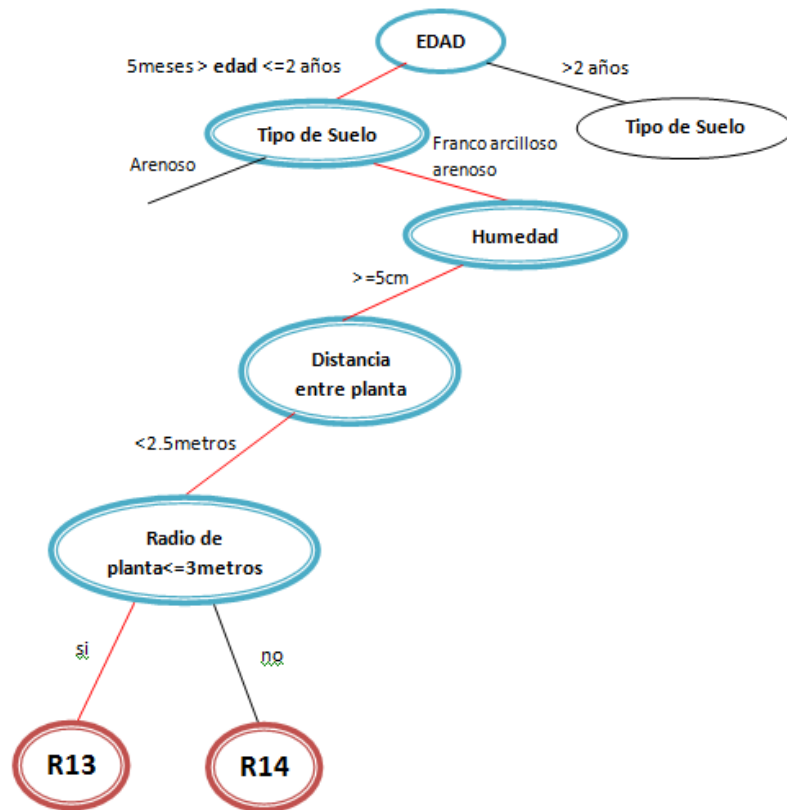 EDAD
5meses > edad <=2 años
>2 años
Tipo de Suelo
Tipo de Suelo
Arenoso
Franco arcilloso
arenoso
Humedad
>=5cm
Distancia
entre planta
<2.5metros
Radio de
planta<=3metros
si
no
R13
R14